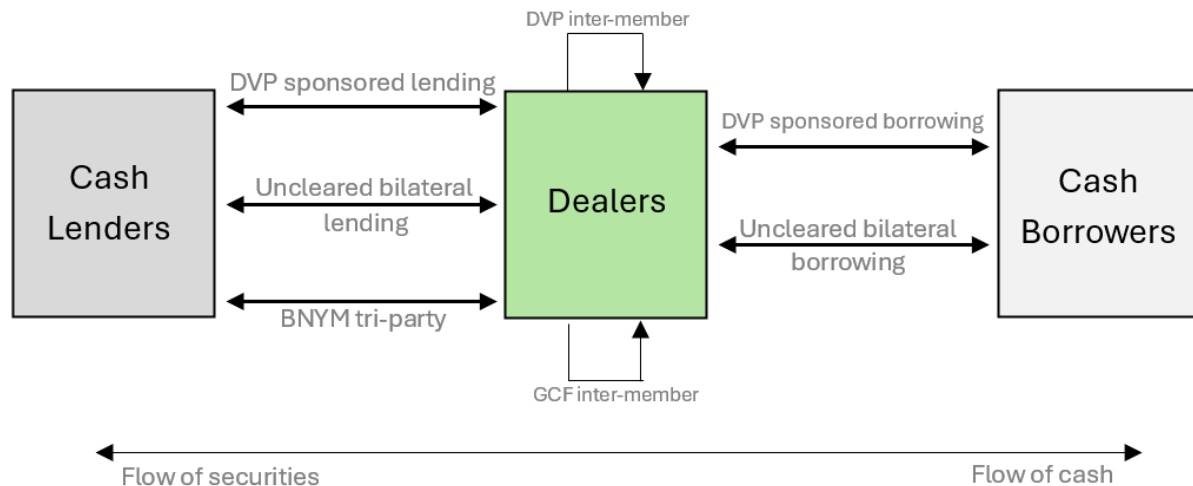 DVP inter-member
DVP sponsored lending
DVP sponsored borrowing
Cash
Lenders
Uncleared bilateral
lending
Dealers
Cash
Borrowers
Uncleared bilateral
borrowing
BNYM tri-party
GCF inter-member
Flow of securities
Flow of cash